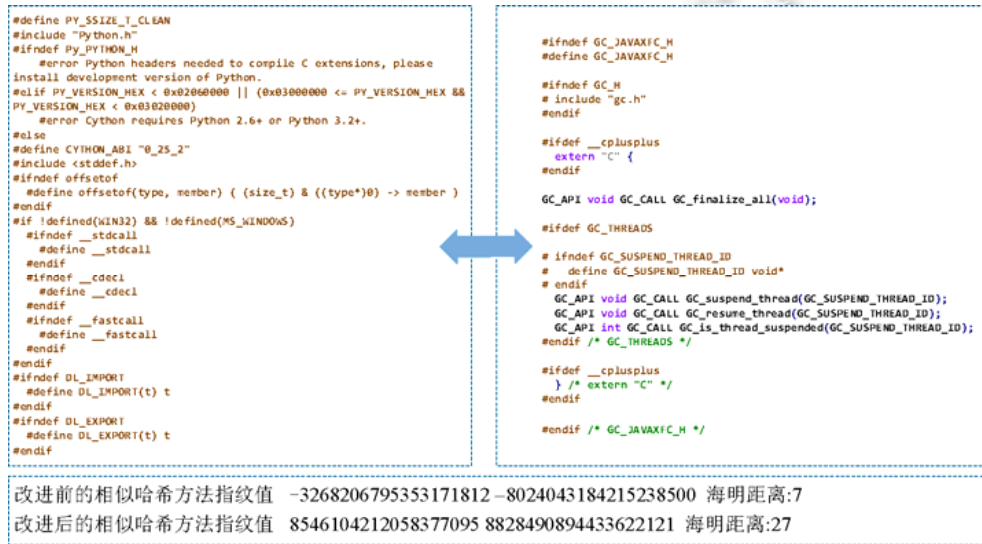 #define PY_SSIZE_T_CLEAN
#include "Python.h"
#ifndef Py_PYTHON_H
#error Python headers needed to compile C extensions, please
install development version of Python.
#elif PY_VERSION_HEX < 0x02060000 || (0x03000000 <= PY_VERSION_HEX &&
PY_VERSION_HEX < 0x03020000)
#error Cython requires Python 2.6+ or Python 3.2+.
#else
#define CYTHON_ABI "0_25_2"
#include <stddef.h>
#ifndef offsetof
#define offsetof(type, member) ( (size_t) & ((type*)0) -> member )
#endif
#if !defined(WIN32) && !defined(MS_WINDOWS)
#ifndef __stdcall
#define __stdcall
#endif
#ifndef __cdecl
#define __cdecl
#endif
#ifndef __fastcall
#define __fastcall
#endif
#endif
#ifndef DL_IMPORT
#define DL_IMPORT(t) t
#endif
#ifndef DL_EXPORT
#define DL_EXPORT(t) t
#endif
#ifndef GC_JAVAXFC_H
#define GC_JAVAXFC_H
#ifndef GC_H
# include "gc.h"
#endif
#ifdef __cplusplus
extern "C" {
#endif
GC_API void GC_CALL GC_finalize_all(void);
#ifdef GC_THREADS
# ifndef GC_SUSPEND_THREAD_ID
# define GC_SUSPEND_THREAD_ID void*
# endif
GC_API void GC_CALL GC_suspend_thread(GC_SUSPEND_THREAD_ID);
GC_API void GC_CALL GC_resume_thread(GC_SUSPEND_THREAD_ID);
GC_API int GC_CALL GC_is_thread_suspended(GC_SUSPEND_THREAD_ID);
#endif /* GC_THREADS */
#ifdef __cplusplus
} /* extern "C" */
#endif
#endif /* GC_JAVAXFC_H */
改进前的相似哈希方法指纹值 -3268206795353171812 –8024043184215238500 海明距离:7
改进后的相似哈希方法指纹值 8546104212058377095 8828490894433622121 海明距离:27